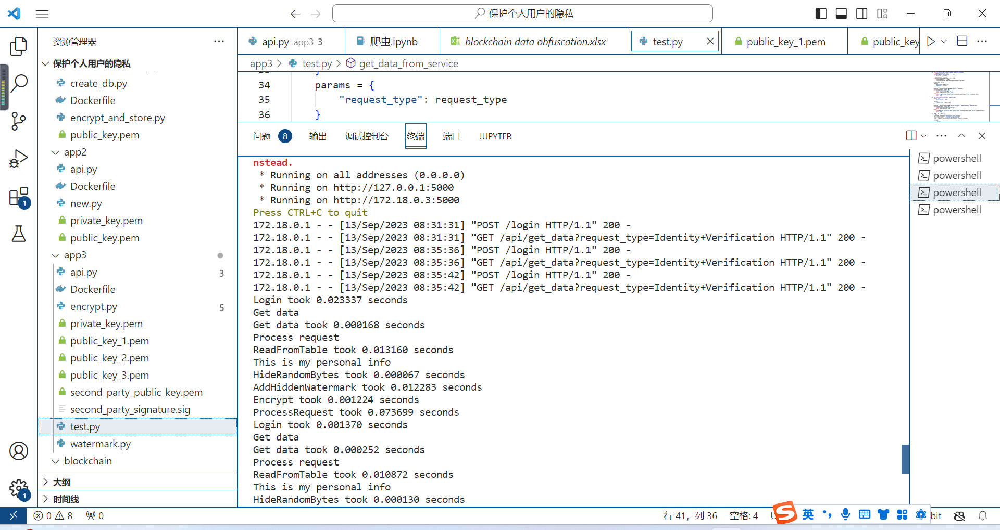 保护个人用户的隐私
资源管理器
保护个人用户的隐私
create_db.py
Dockerfile
encrypt_and_store.py
public_key.pem
app2
api.py
Dockerfile
new.py
private_key.pem
public_key.pem
app3
api.py 3
Dockerfile
encrypt.py 5
private_key.pem
public_key_1.pem
public_key_2.pem
public_key_3.pem
second_party_public_key.pem
second_party_signature.sig
test.py
watermark.py
blockchain
大纲
时间线
api.py app3 3
爬虫.ipynb
blockchain data obfuscation.xlsx
test.py
public_key_1.pem
public_key
app3 > test.py > get_data_from_service
34 params = {
35 "request_type": request_type
36 }
问题 8 输出 调试控制台 终端 端口 JUPYTER
nstead.
* Running on all addresses (0.0.0.0)
* Running on http://127.0.0.1:5000
* Running on http://172.18.0.3:5000
Press CTRL+C to quit
172.18.0.1 - - [13/Sep/2023 08:31:31] "POST /login HTTP/1.1" 200 -
172.18.0.1 - - [13/Sep/2023 08:31:31] "GET /api/get_data?request_type=Identity+Verification HTTP/1.1" 200 -
172.18.0.1 - - [13/Sep/2023 08:35:36] "POST /login HTTP/1.1" 200 -
172.18.0.1 - - [13/Sep/2023 08:35:36] "GET /api/get_data?request_type=Identity+Verification HTTP/1.1" 200 -
172.18.0.1 - - [13/Sep/2023 08:35:42] "POST /login HTTP/1.1" 200 -
172.18.0.1 - - [13/Sep/2023 08:35:42] "GET /api/get_data?request_type=Identity+Verification HTTP/1.1" 200 -
Login took 0.023337 seconds
Get data
Get data took 0.000168 seconds
Process request
ReadFromTable took 0.013160 seconds
This is my personal info
HideRandomBytes took 0.000067 seconds
AddHiddenWatermark took 0.012283 seconds
Encrypt took 0.001224 seconds
ProcessRequest took 0.073699 seconds
Login took 0.001370 seconds
Get data
Get data took 0.000252 seconds
Process request
ReadFromTable took 0.010872 seconds
This is my personal info
HideRandomBytes took 0.000130 seconds
powershell
powershell
powershell
powershell
1
1
0 8 0
行 41，列 36 空格: 4 U
S 英 bit